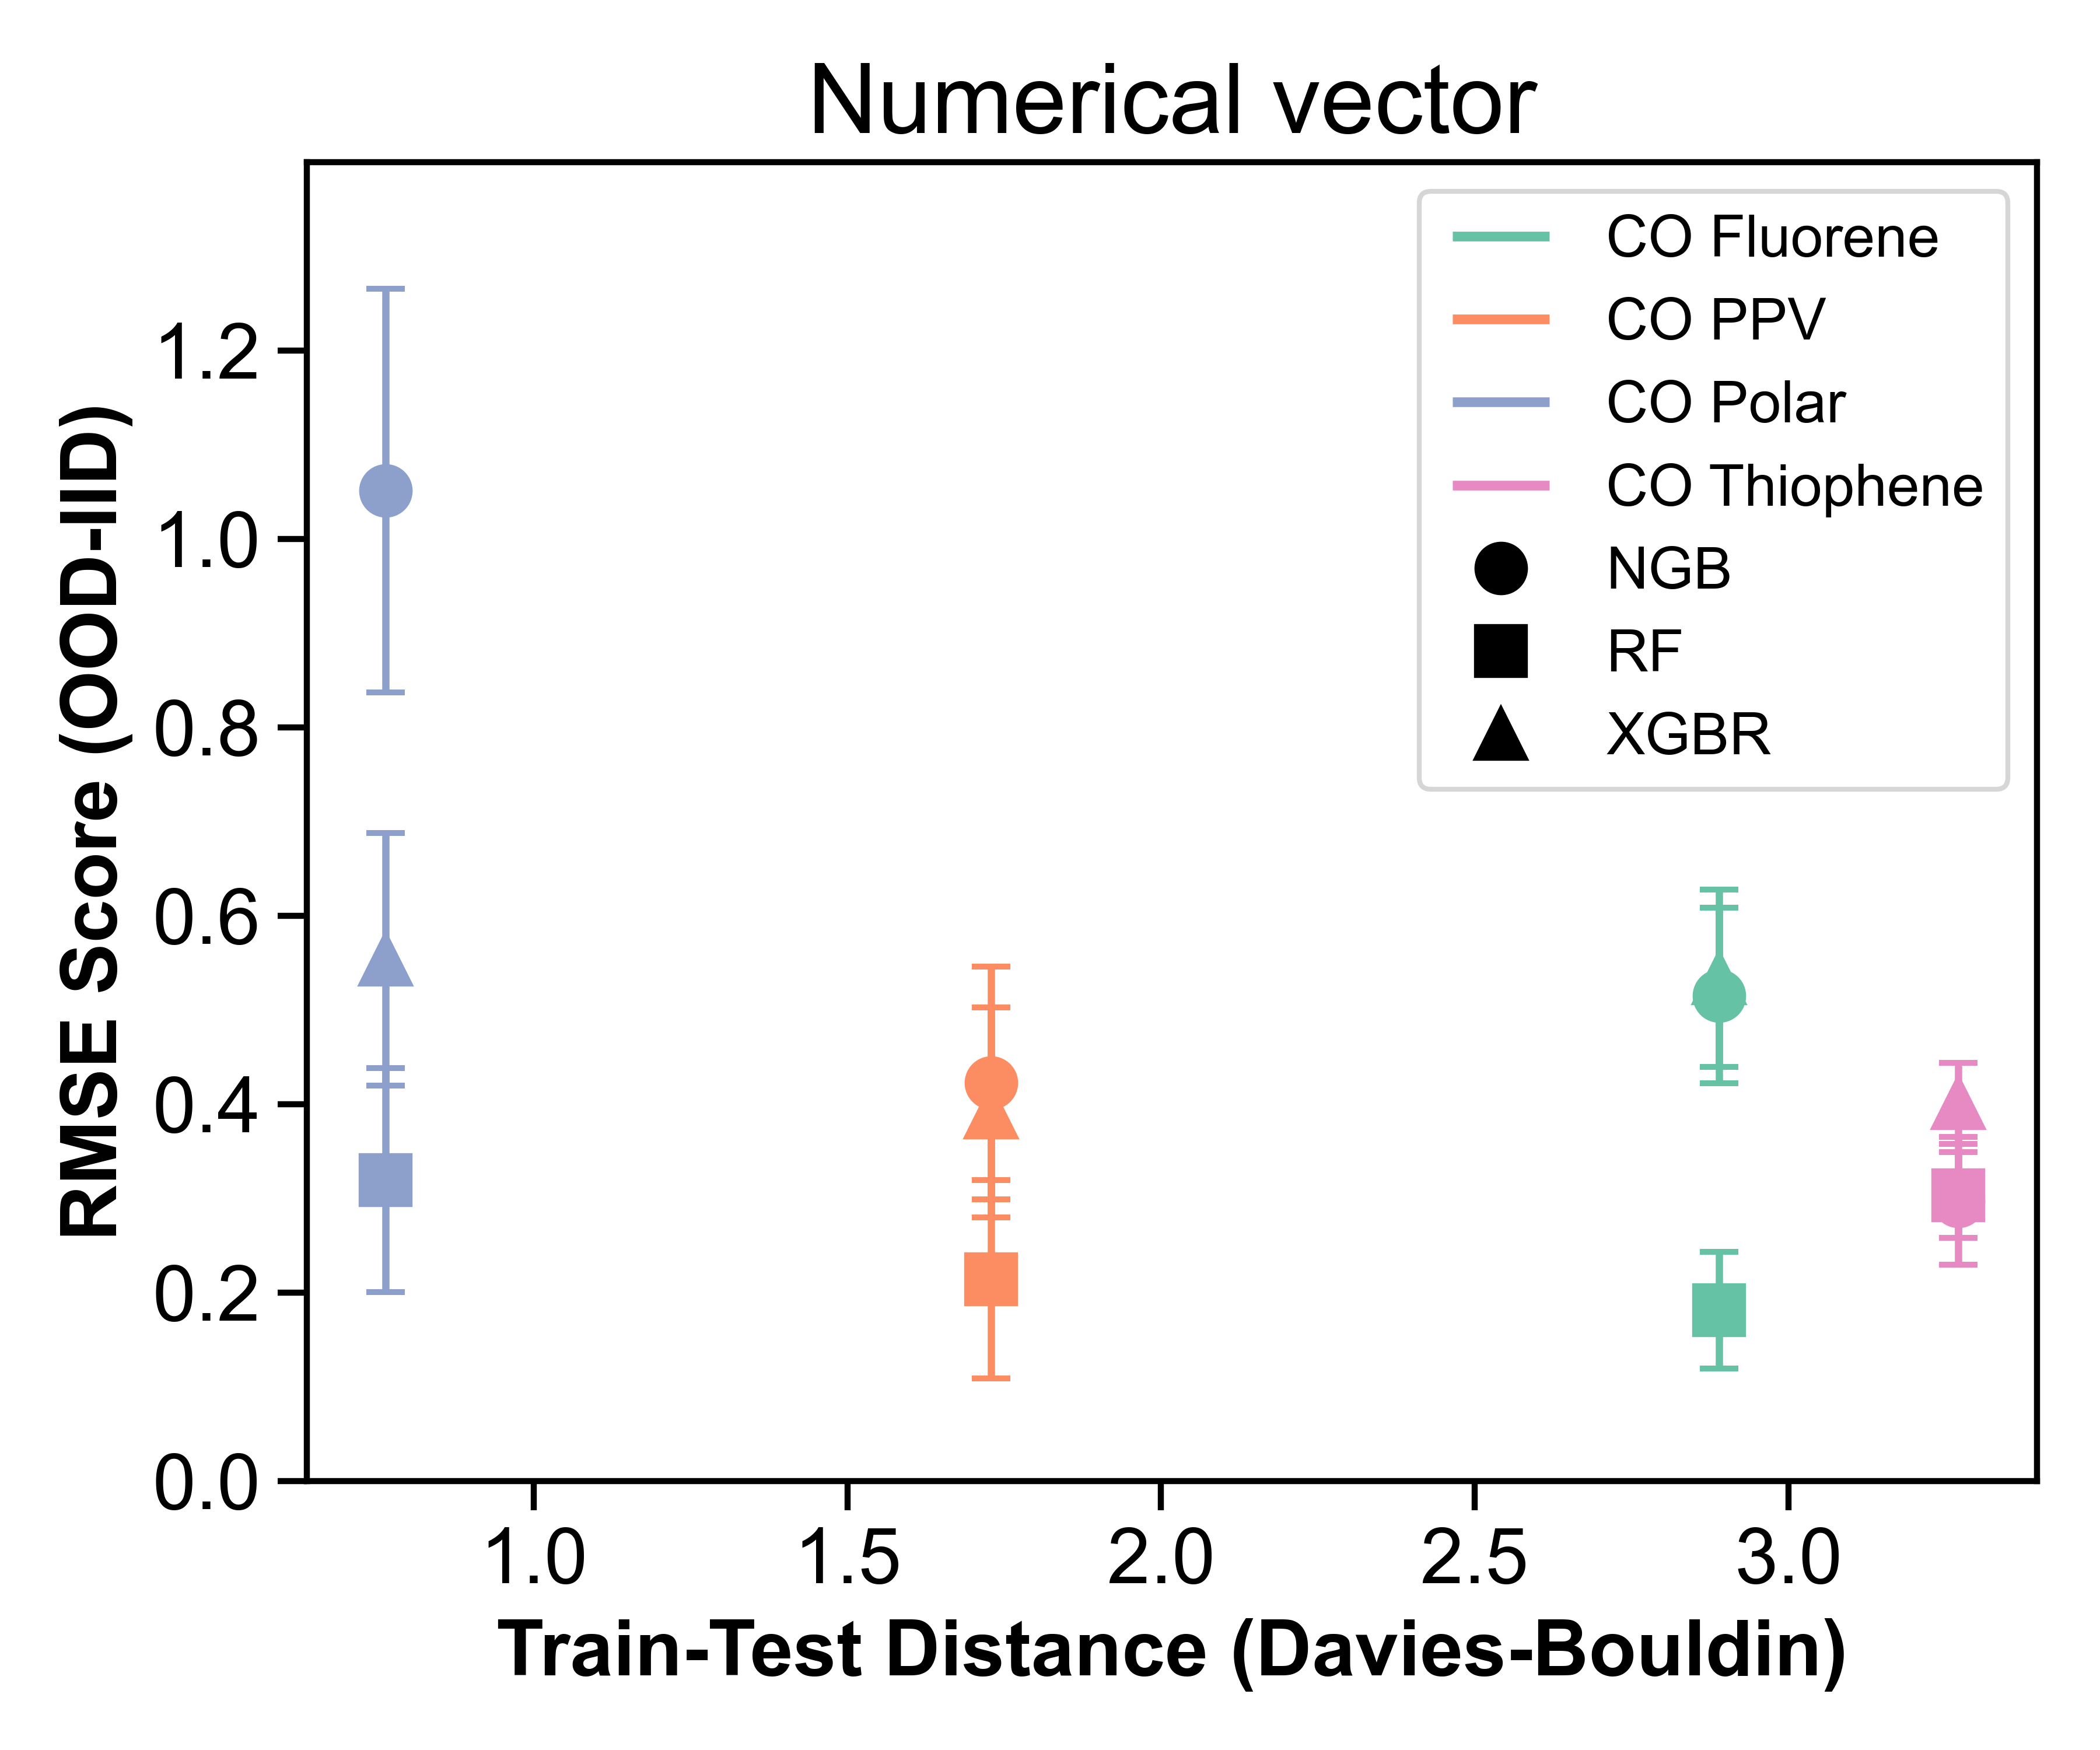 Numerical vector
CO Fluorene
CO PPV
CO Polar
CO Thiophene
NGB
RF
XGBR
RMSE Score (OOD-IID)
1.2
1.0
0.8
0.6
0.4
0.2
0.0
1.0 1.5 2.0 2.5 3.0
Train-Test Distance (Davies-Bouldin)